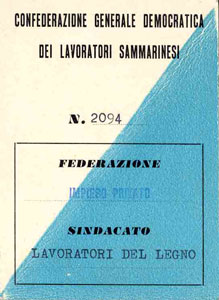 CONFEDERAZIONE GENERALE DEMOCRATICA
DEI LAVORATORI SAMMARINESI
N. 2094
FEDERAZIONE
IMPIEGO PRIVATO
SINDACATO
LAVORATORI DEL LEGNO